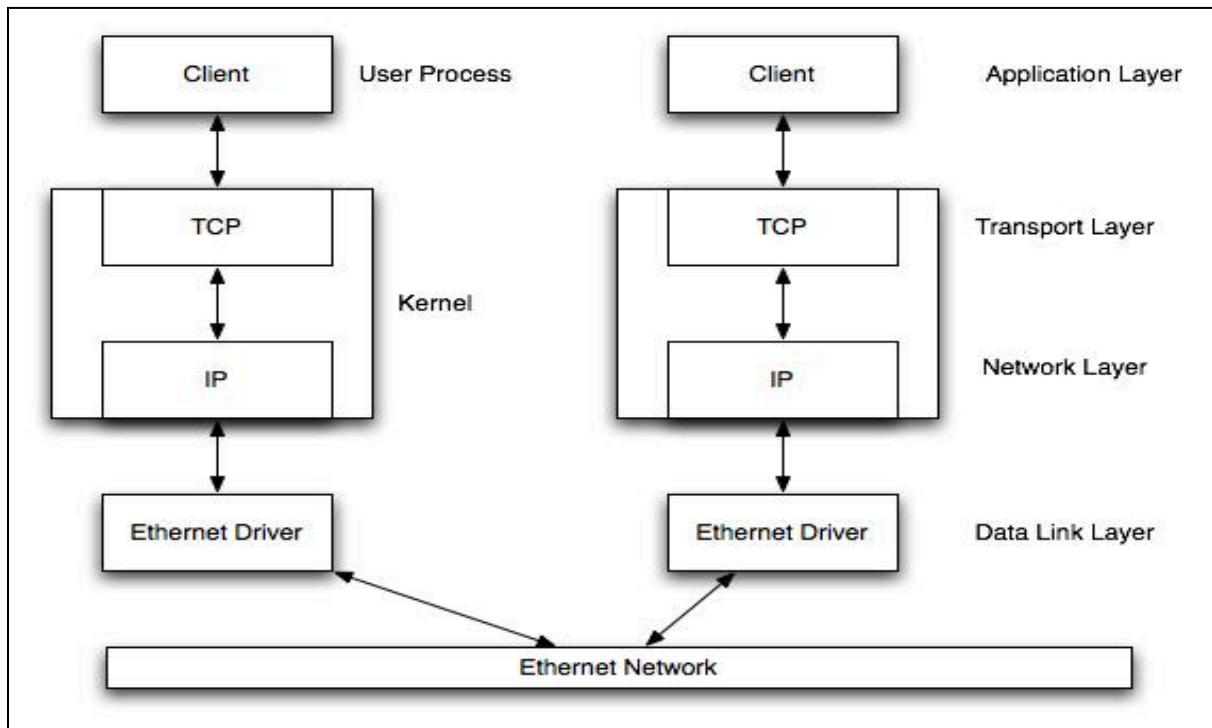 Client User Process Client Application Layer
TCP TCP Transport Layer
Kernel
IP IP Network Layer
Ethernet Driver Ethernet Driver Data Link Layer
Ethernet Network